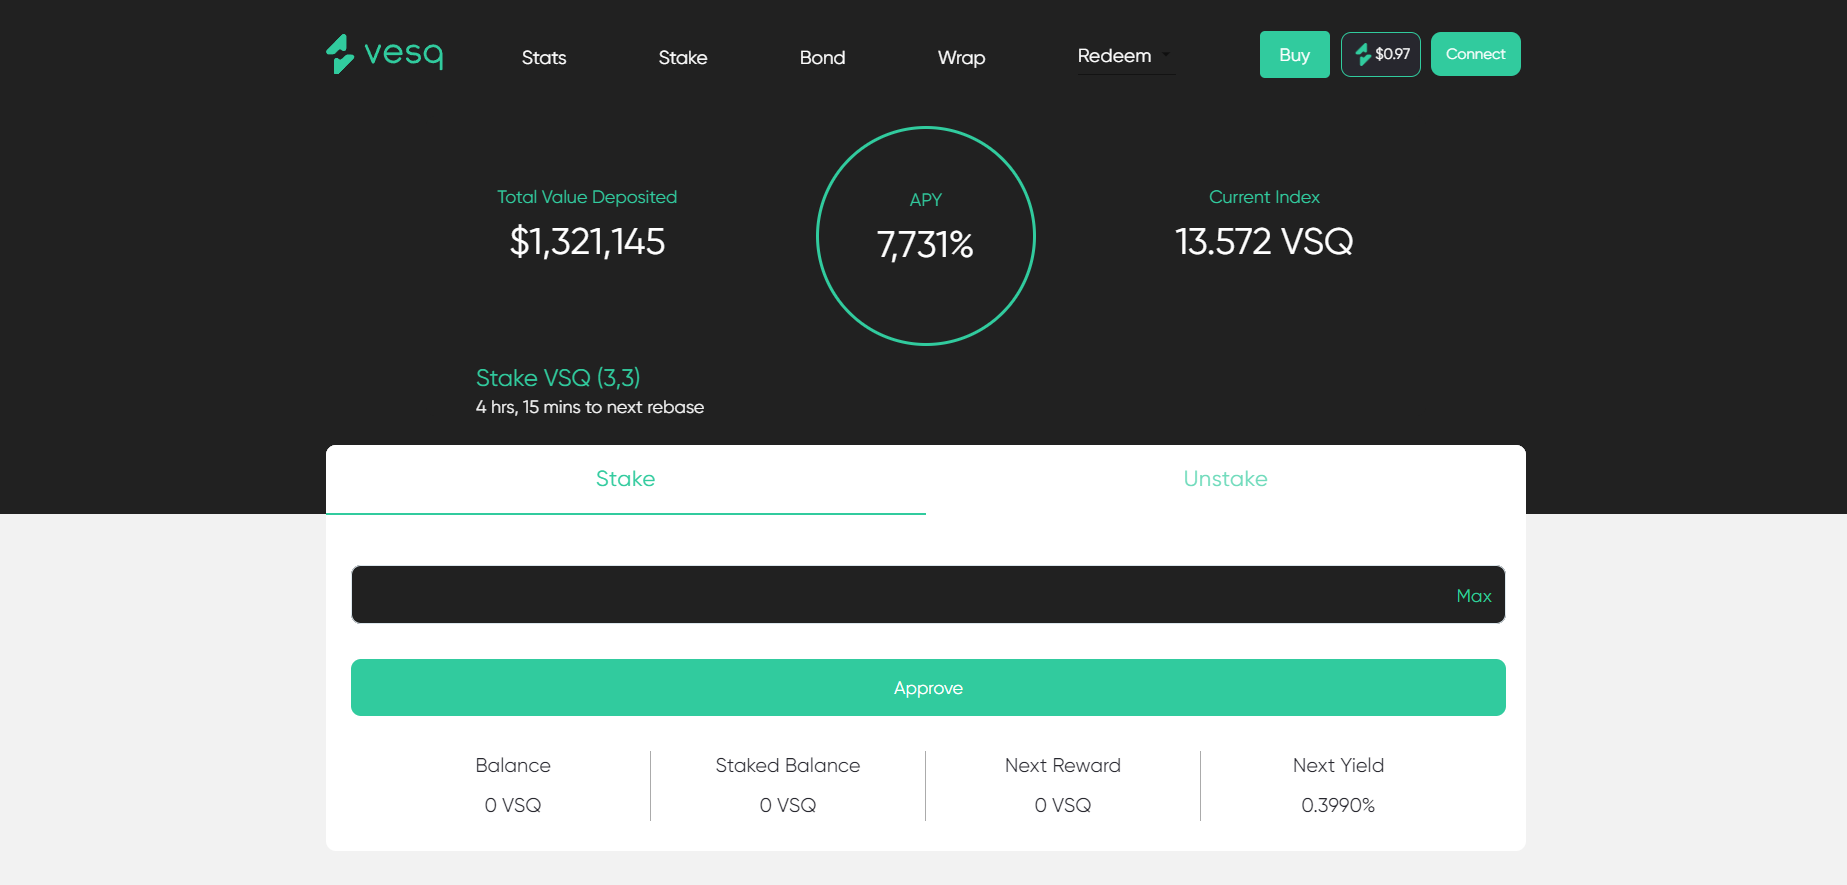 vesq
Stats
Stake
Bond
Wrap
Redeem
Buy
$0.97
Connect
Total Value Deposited
$1,321,145
APY
7,731%
Current Index
13.572 VSQ
Stake VSQ (3,3)
4 hrs, 15 mins to next rebase
Stake
Unstake
Max
Approve
Balance
0 VSQ
Staked Balance
0 VSQ
Next Reward
0 VSQ
Next Yield
0.3990%